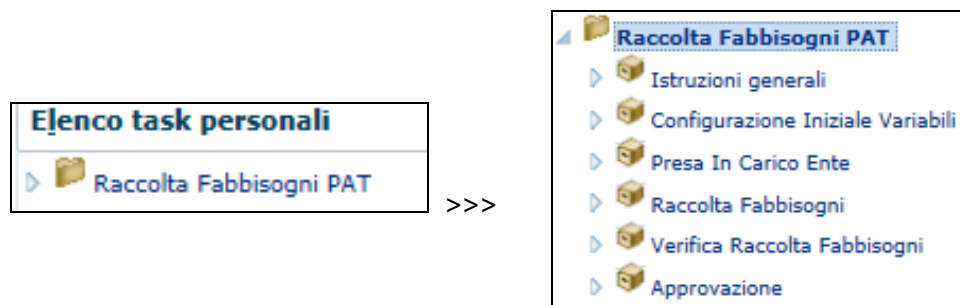 Elenco task personali
Raccolta Fabbisogni PAT
>>>
Raccolta Fabbisogni PAT
Istruzioni generali
Configurazione Iniziale Variabili
Presa In Carico Ente
Raccolta Fabbisogni
Verifica Raccolta Fabbisogni
Approvazione